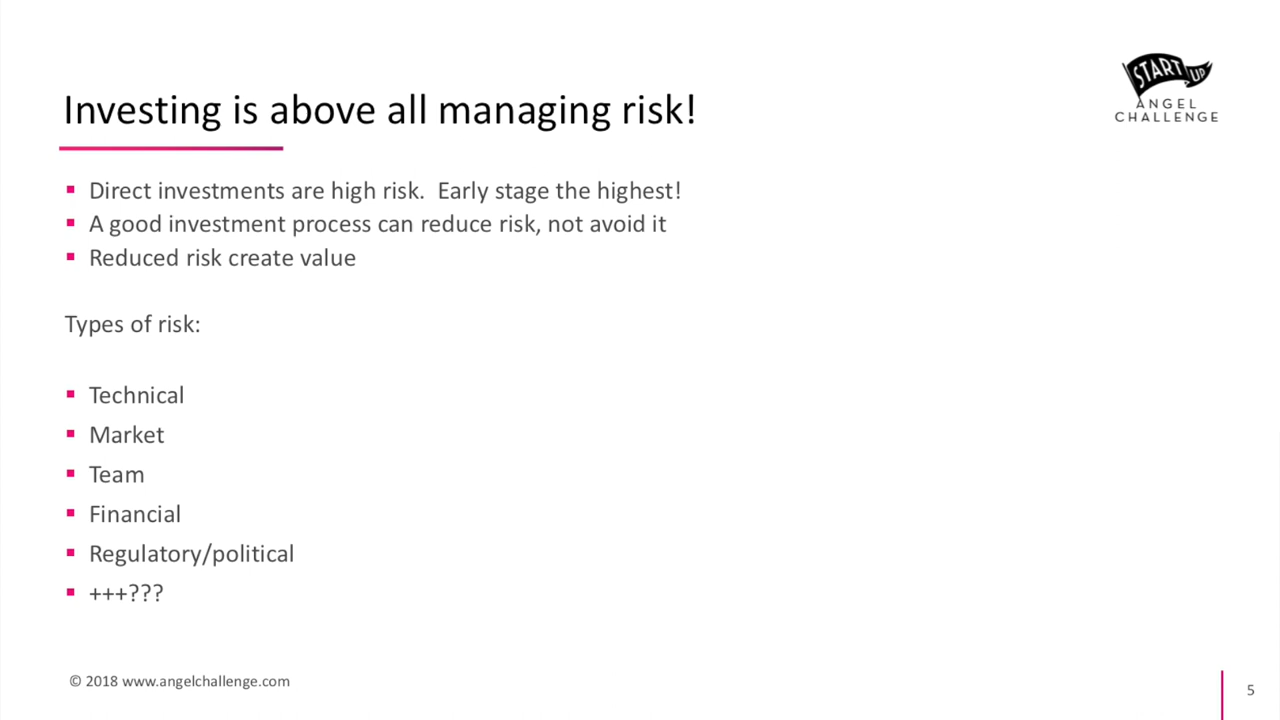 START UP
ANGEL
CHALLENGE
Investing is above all managing risk!
Direct investments are high risk.  Early stage the highest!
A good investment process can reduce risk, not avoid it
Reduced risk create value
Types of risk:
Technical
Market
Team
Financial
Regulatory/political
+++???
© 2018 www.angelchallenge.com
5